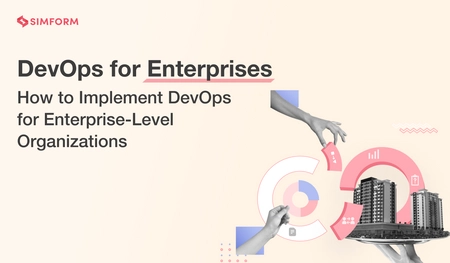 SIMFORM
DevOps for Enterprises
How to Implement DevOps
for Enterprise-Level
Organizations